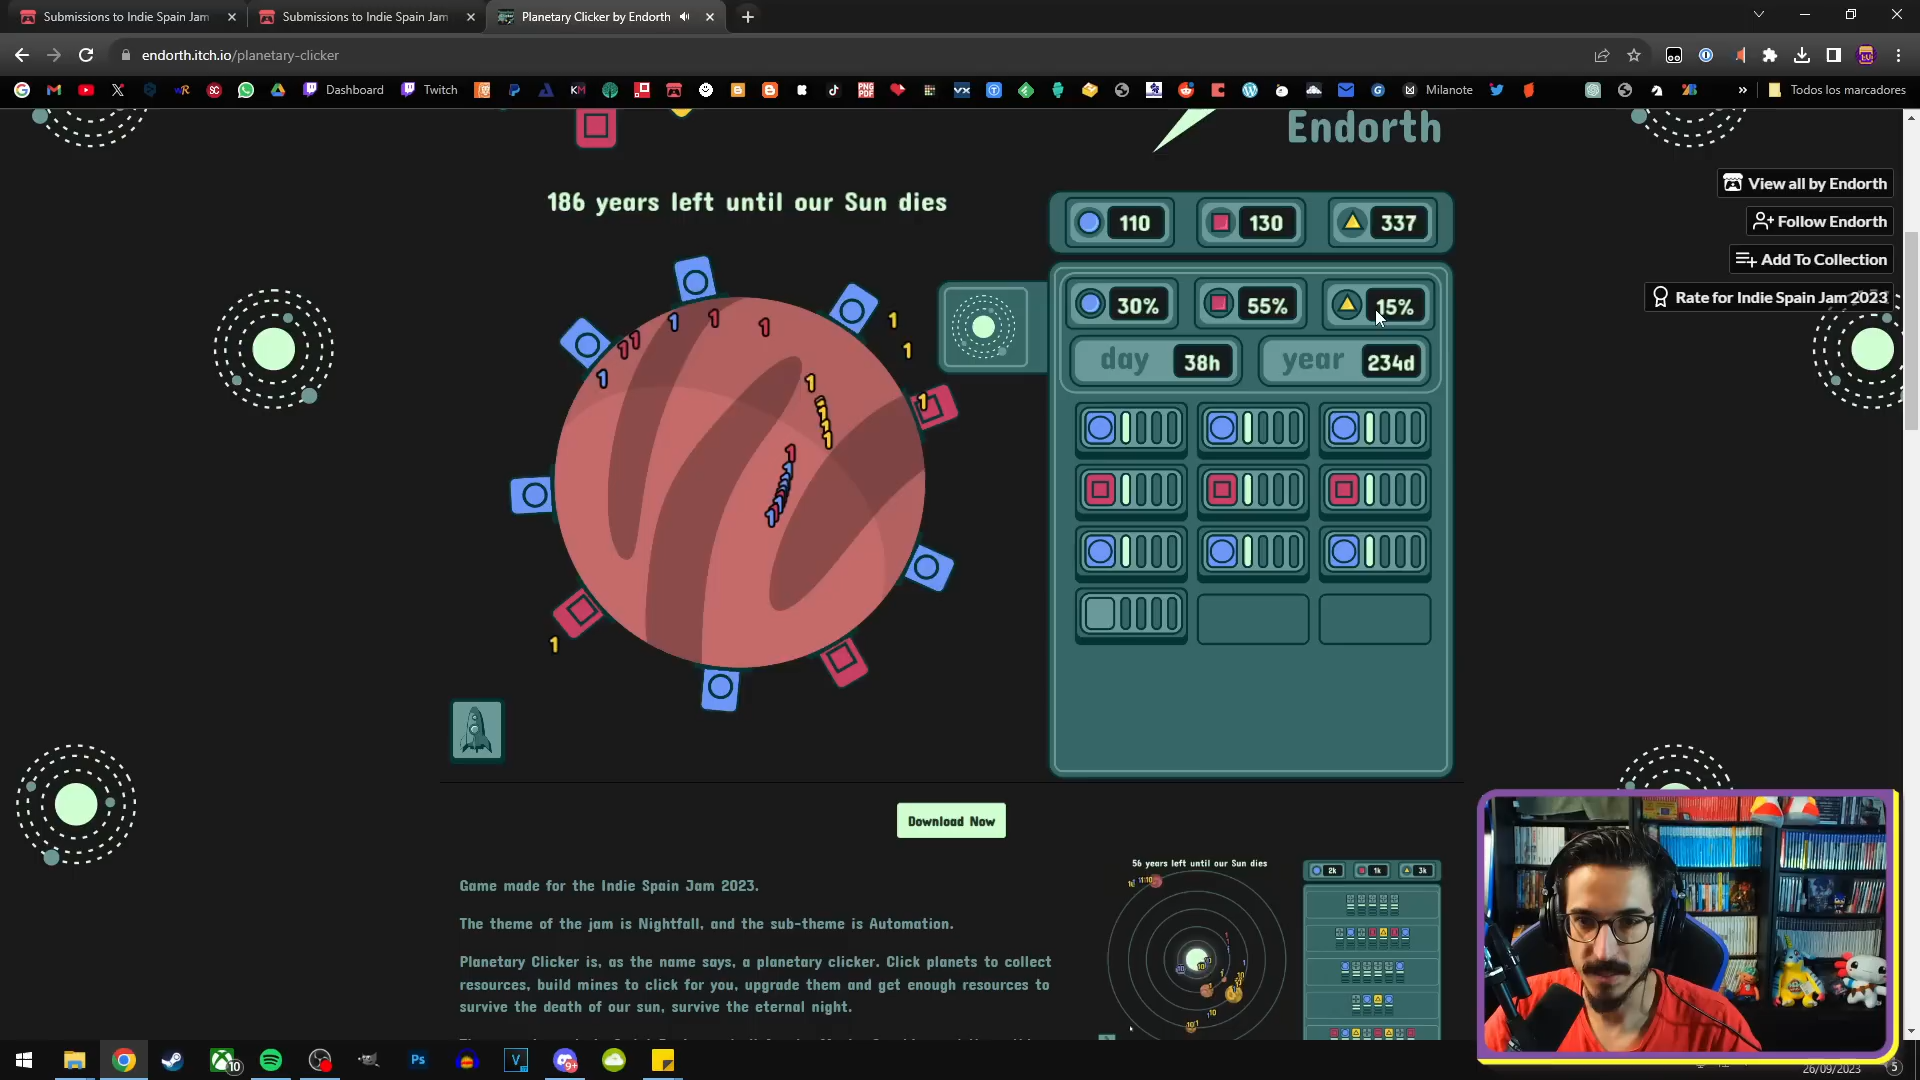 Submissions to Indie Spain Jam
Submissions to Indie Spain Jam
Planetary Clicker by Endorth
endorth.itch.io/planetary-clicker
Dashboard
Twitch
Milanote
Todos los marcadores
Endorth
View all by Endorth
Follow Endorth
Add To Collection
Rate for Indie Spain Jam 2023
186 years left until our Sun dies
110
130
337
30%
55%
15%
day 38h
year 234d
Download Now
Game made for the Indie Spain Jam 2023.
The theme of the jam is Nightfall, and the sub-theme is Automation.
Planetary Clicker is, as the name says, a planetary clicker. Click planets to collect
resources, build mines to click for you, upgrade them and get enough resources to
survive the death of our sun, survive the eternal night.
56 years left until our Sun dies
2k
1k
3k
10
9+
26/09/2023
5